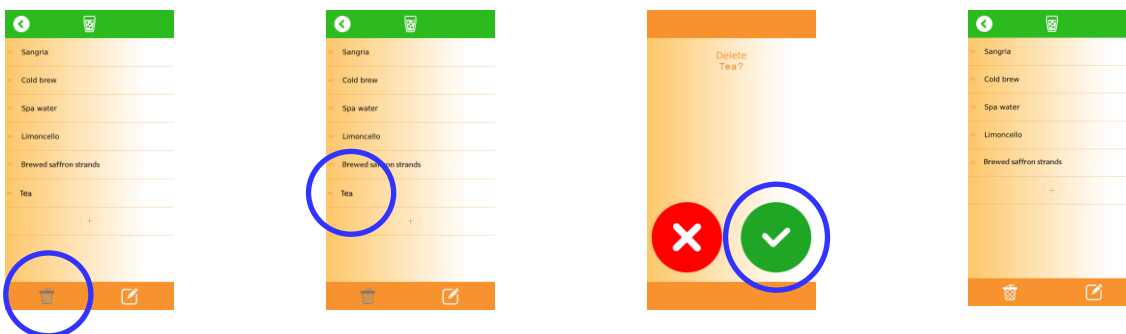 Sangria
Cold brew
Spa water
Limoncello
Brewed saffron strands
Tea
+
Sangria
Cold brew
Spa water
Limoncello
Brewed saffron strands
Tea
+
Delete
Tea?
Sangria
Cold brew
Spa water
Limoncello
Brewed saffron strands
+